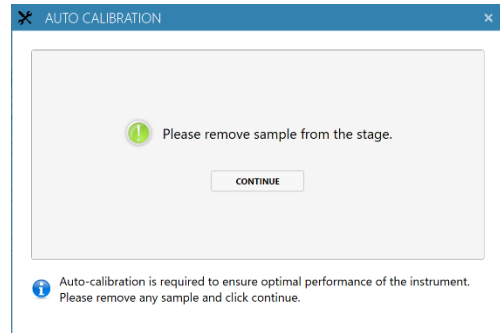 AUTO CALIBRATION
Please remove sample from the stage.
CONTINUE
Auto-calibration is required to ensure optimal performance of the instrument.
Please remove any sample and click continue.